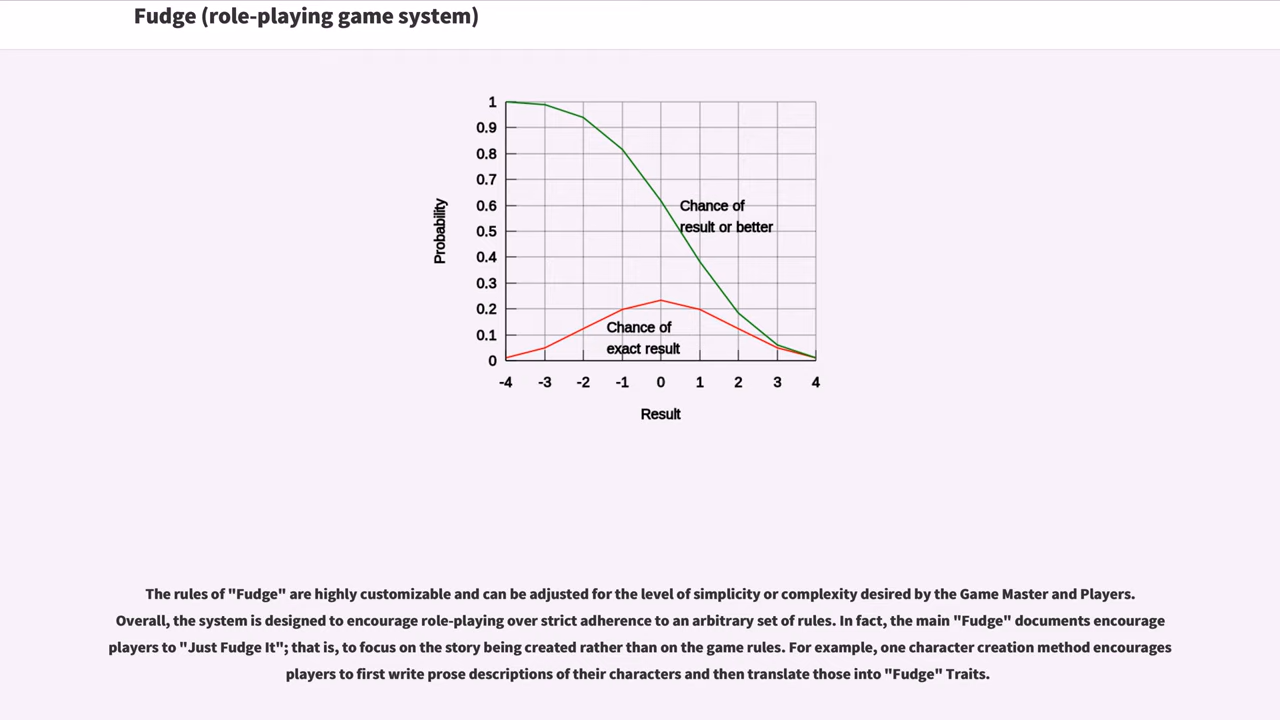 Fudge (role-playing game system)
1
0.9
0.8
0.7
0.6
0.5
0.4
0.3
0.2
0.1
0
Probability
Chance of
result or better
Chance of
exact result
-4 -3 -2 -1 0 1 2 3 4
Result
The rules of "Fudge" are highly customizable and can be adjusted for the level of simplicity or complexity desired by the Game Master and Players.
Overall, the system is designed to encourage role-playing over strict adherence to an arbitrary set of rules. In fact, the main "Fudge" documents encourage
players to "Just Fudge It"; that is, to focus on the story being created rather than on the game rules. For example, one character creation method encourages
players to first write prose descriptions of their characters and then translate those into "Fudge" Traits.